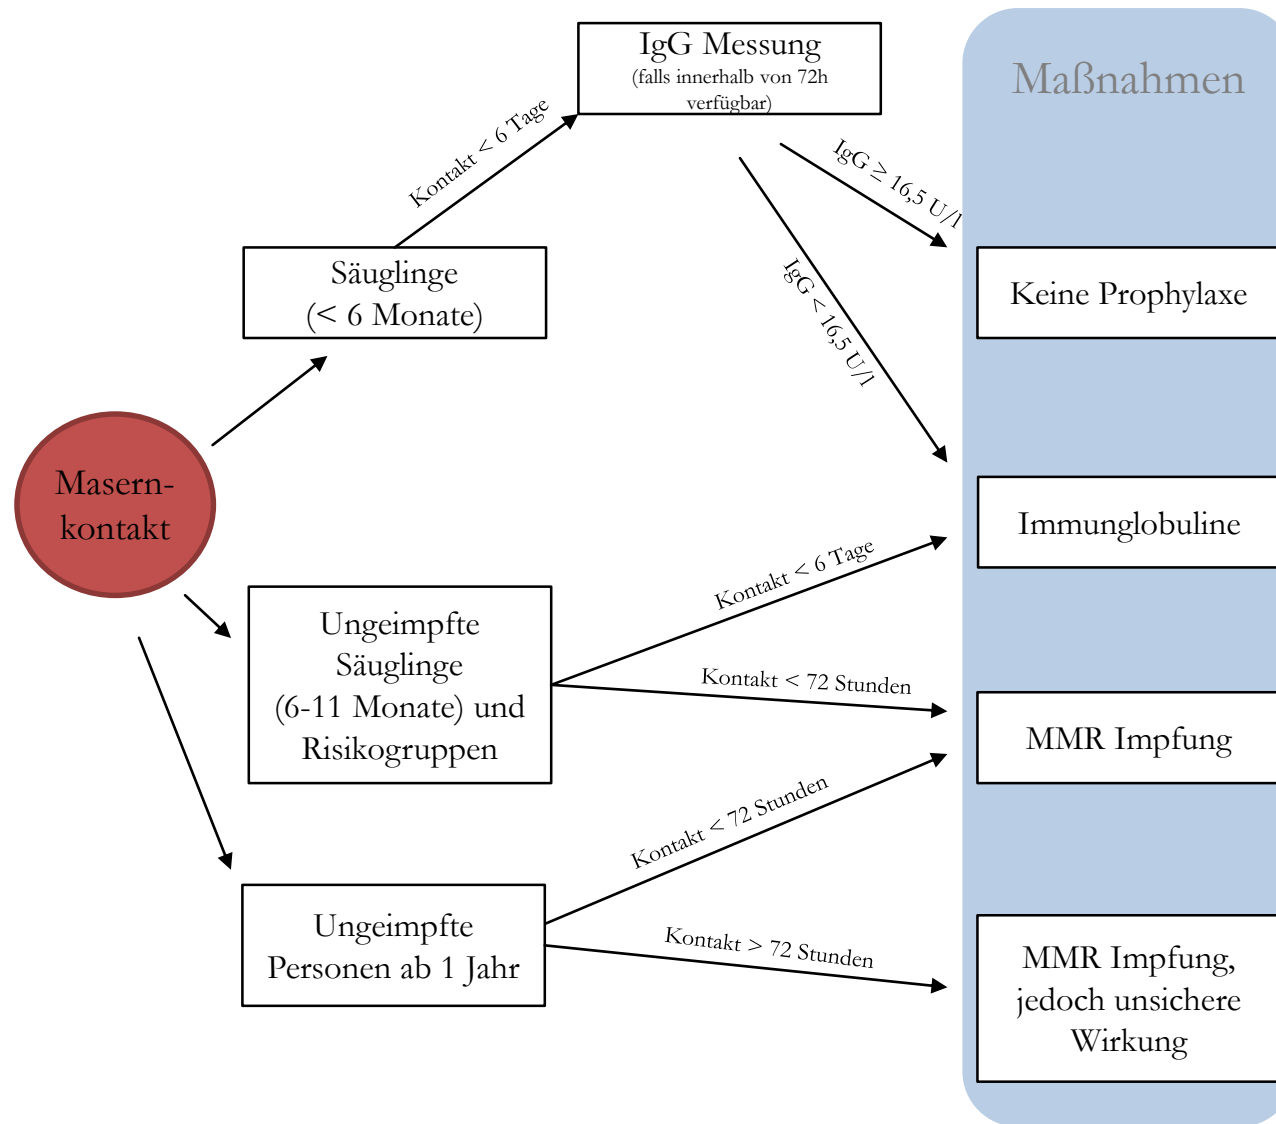 IgG Messung
(falls innerhalb von 72h
verfügbar)
Maßnahmen
Kontakt < 6 Tage
IgG ≥ 16,5 U/l
IgG < 16,5 U/l
Säuglinge
(< 6 Monate)
Keine Prophylaxe
Masern-
kontakt
Immunglobuline
Kontakt < 6 Tage
Ungeimpfte
Säuglinge
(6-11 Monate) und
Risikogruppen
Kontakt < 72 Stunden
MMR Impfung
Kontakt < 72 Stunden
Ungeimpfte
Personen ab 1 Jahr
Kontakt > 72 Stunden
MMR Impfung,
jedoch unsichere
Wirkung